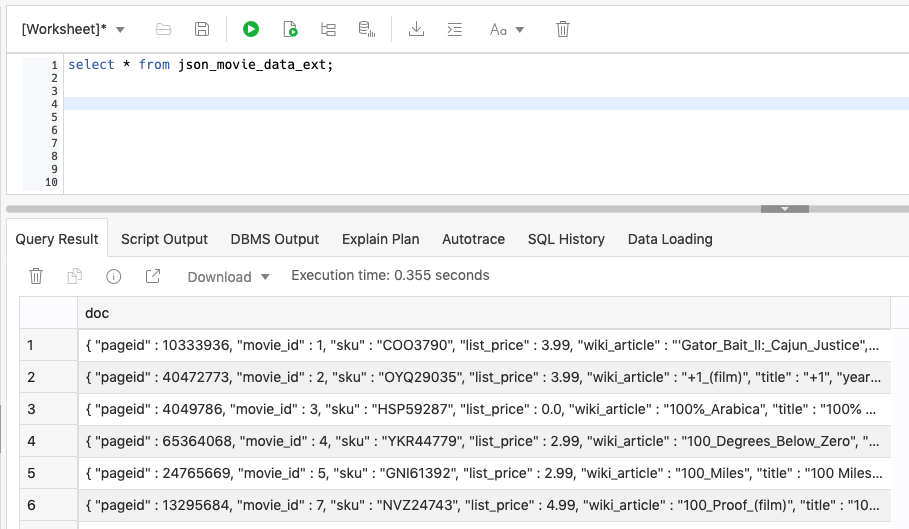 [Worksheet]*
Aa
1 select * from json_movie_data_ext;
2
3
4
5
6
7
8
9
10
Query Result Script Output DBMS Output Explain Plan Autotrace SQL History Data Loading
Download Execution time: 0.355 seconds
doc
1 { "pageid" : 10333936, "movie_id" : 1, "sku" : "COO3790", "list_price" : 3.99, "wiki_article" : "'Gator_Bait_II:_Cajun_Justice",...
2 { "pageid" : 40472773, "movie_id" : 2, "sku" : "OYQ29035", "list_price" : 3.99, "wiki_article" : "+1_(film)", "title" : "+1", "year...
3 { "pageid" : 4049786, "movie_id" : 3, "sku" : "HSP59287", "list_price" : 0.0, "wiki_article" : "100%_Arabica", "title" : "100% ...
4 { "pageid" : 65364068, "movie_id" : 4, "sku" : "YKR44779", "list_price" : 2.99, "wiki_article" : "100_Degrees_Below_Zero", "...
5 { "pageid" : 24765669, "movie_id" : 5, "sku" : "GNI61392", "list_price" : 2.99, "wiki_article" : "100_Miles", "title" : "100 Miles...
6 { "pageid" : 13295684, "movie_id" : 7, "sku" : "NVZ24743", "list_price" : 4.99, "wiki_article" : "100_Proof_(film)", "title" : "10...